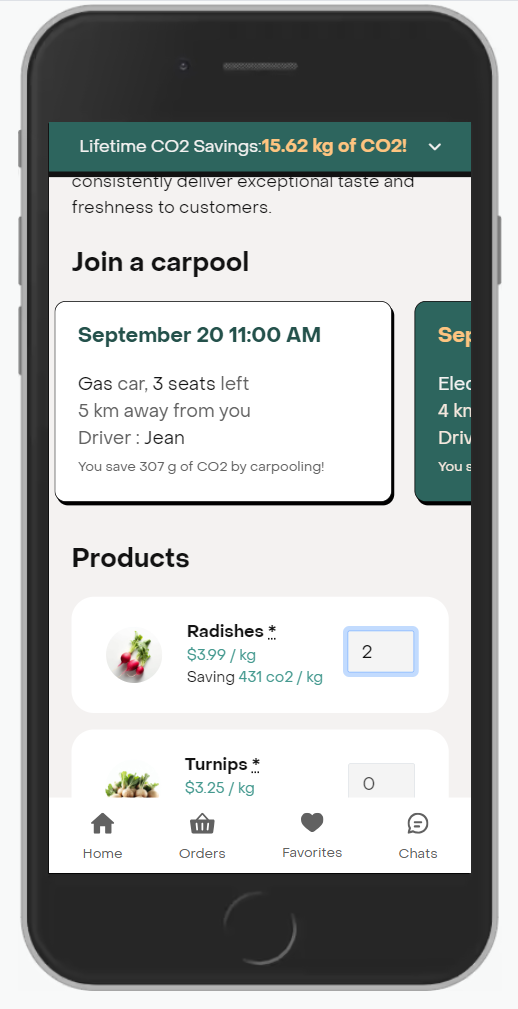 Lifetime CO2 Savings:15.62 kg of CO2!
consistently deliver exceptional taste and
freshness to customers.
Join a carpool
September 20 11:00 AM
Gas car, 3 seats left
5 km away from you
Driver : Jean
You save 307 g of CO2 by carpooling!
Sep
Elec
4 km
Driv
You s
Products
Radishes *
$3.99 / kg
Saving 431 co2 / kg
2
Turnips *
$3.25 / kg
0
Home
Orders
Favorites
Chats